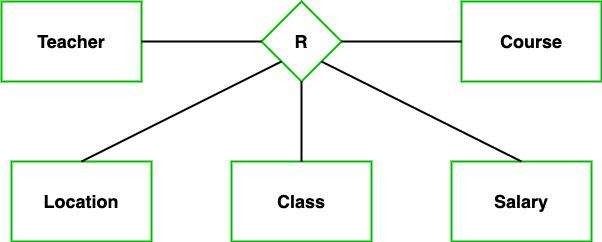 Teacher
R
Course
Location
Class
Salary